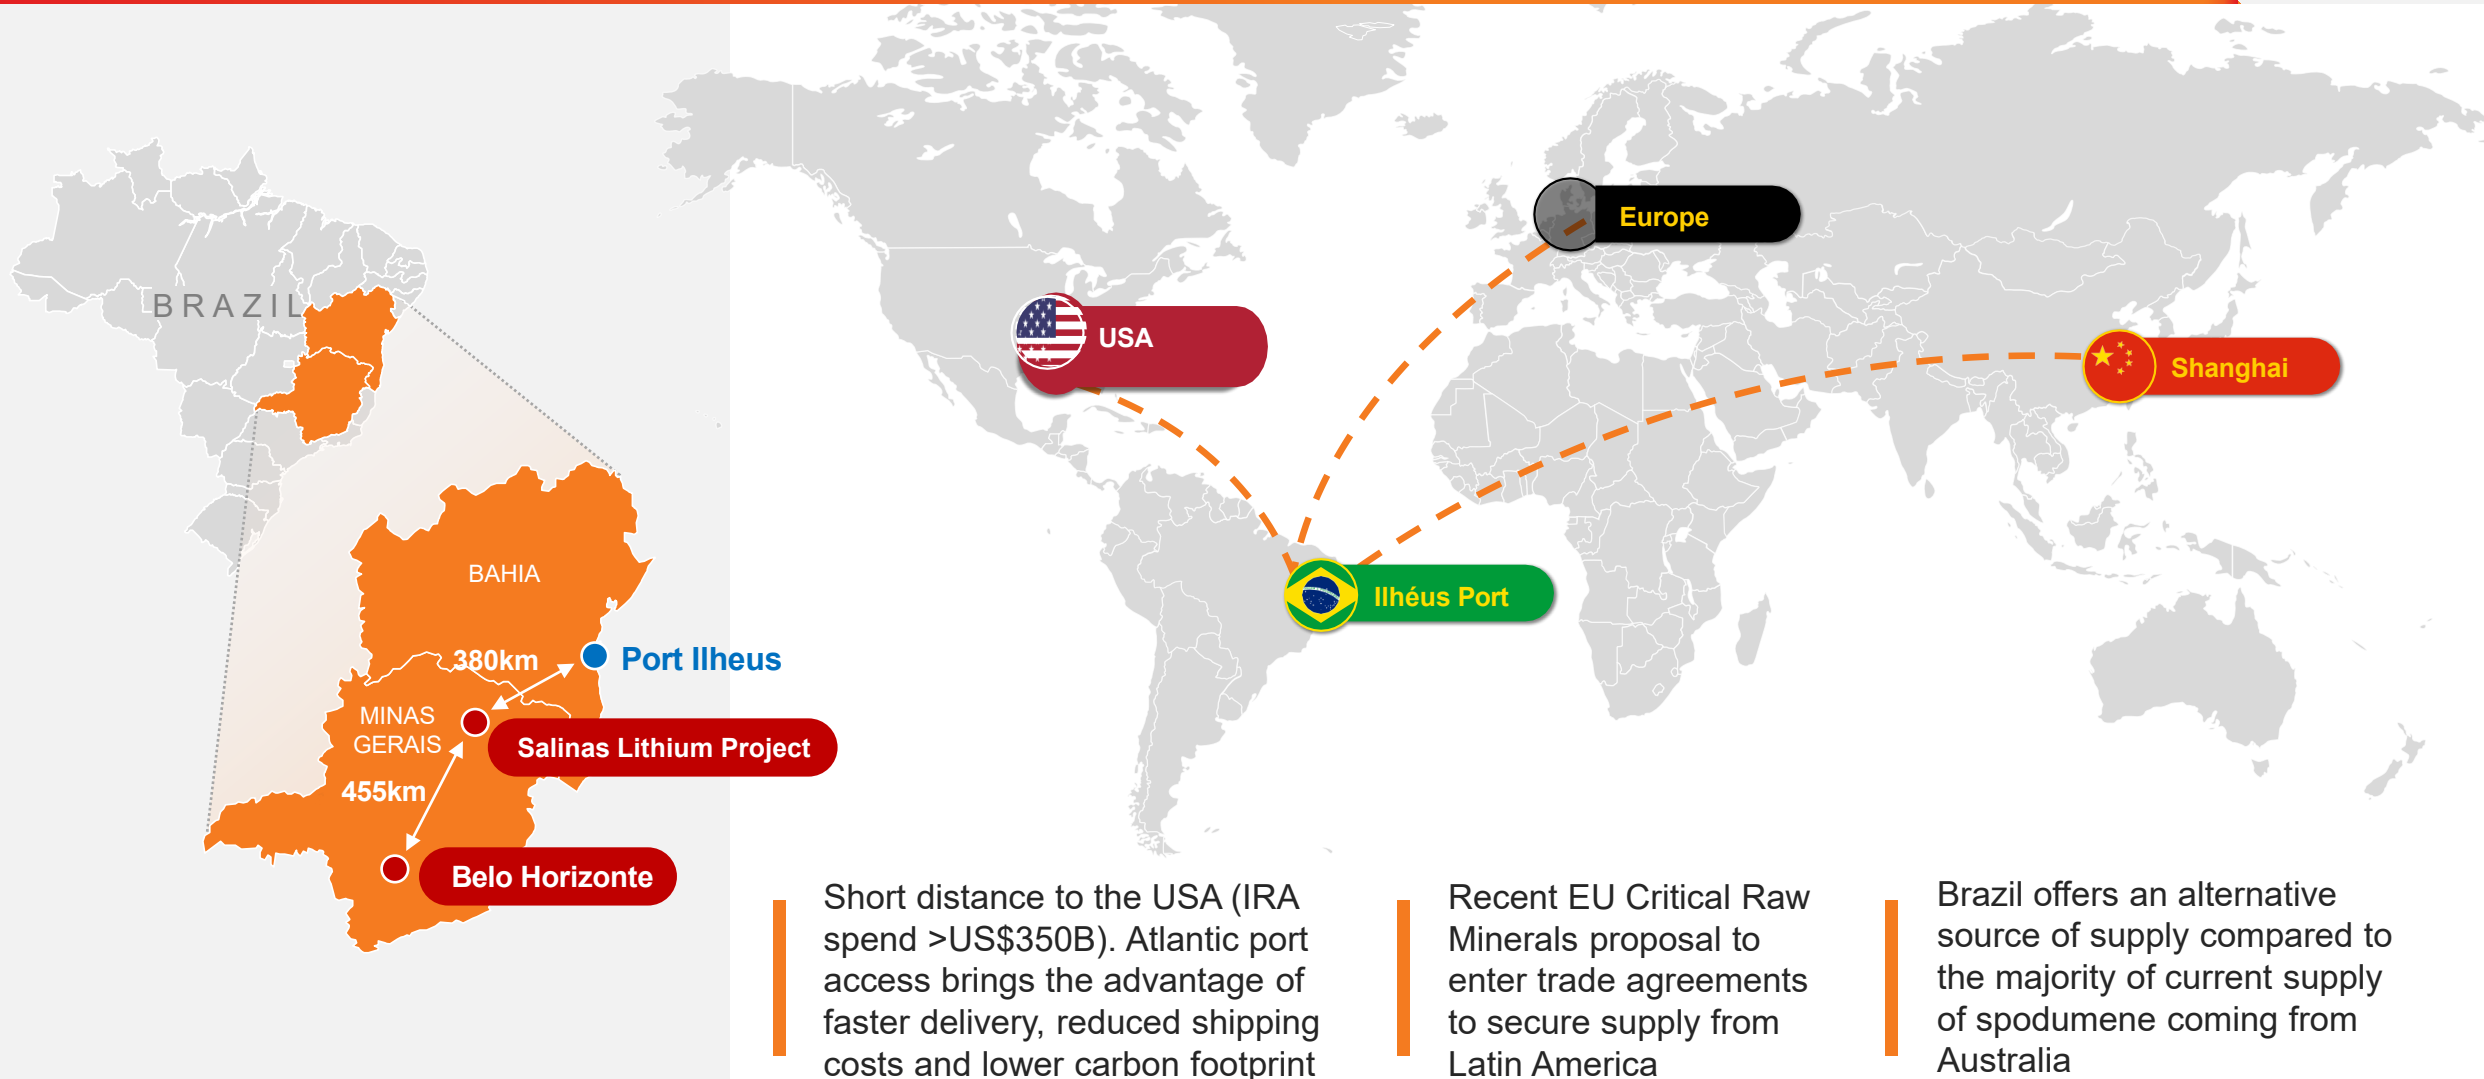 BRAZIL
BAHIA
380km
Port Ilheus
MINAS
GERAIS
Salinas Lithium Project
455km
Belo Horizonte
Europe
USA
Shanghai
Ilhéus Port
Short distance to the USA (IRA
spend >US$350B). Atlantic port
access brings the advantage of
faster delivery, reduced shipping
costs and lower carbon footprint
Recent EU Critical Raw
Minerals proposal to
enter trade agreements
to secure supply from
Latin America
Brazil offers an alternative
source of supply compared to
the majority of current supply
of spodumene coming from
Australia